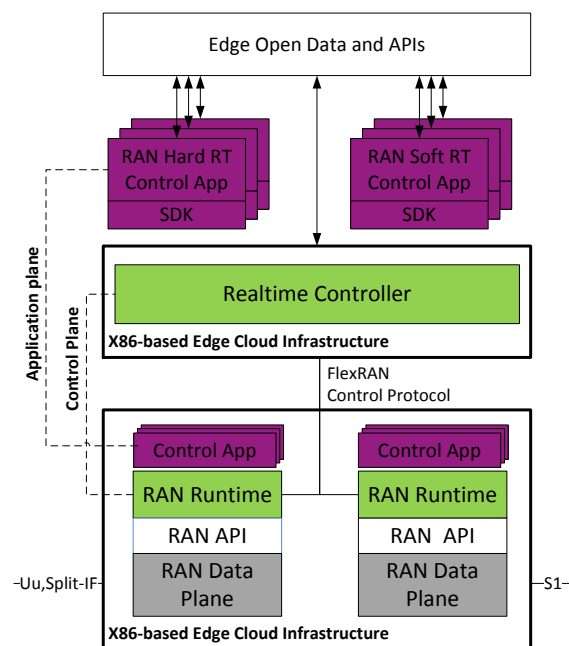 Edge Open Data and APIs
RAN Hard RT
Control App
SDK
RAN Soft RT
Control App
SDK
Application plane
Control Plane
Realtime Controller
X86-based Edge Cloud Infrastructure
FlexRAN
Control Protocol
Control App
Control App
RAN Runtime
RAN Runtime
RAN API
RAN API
RAN Data
Plane
RAN Data
Plane
Uu,Split-IF
S1
X86-based Edge Cloud Infrastructure